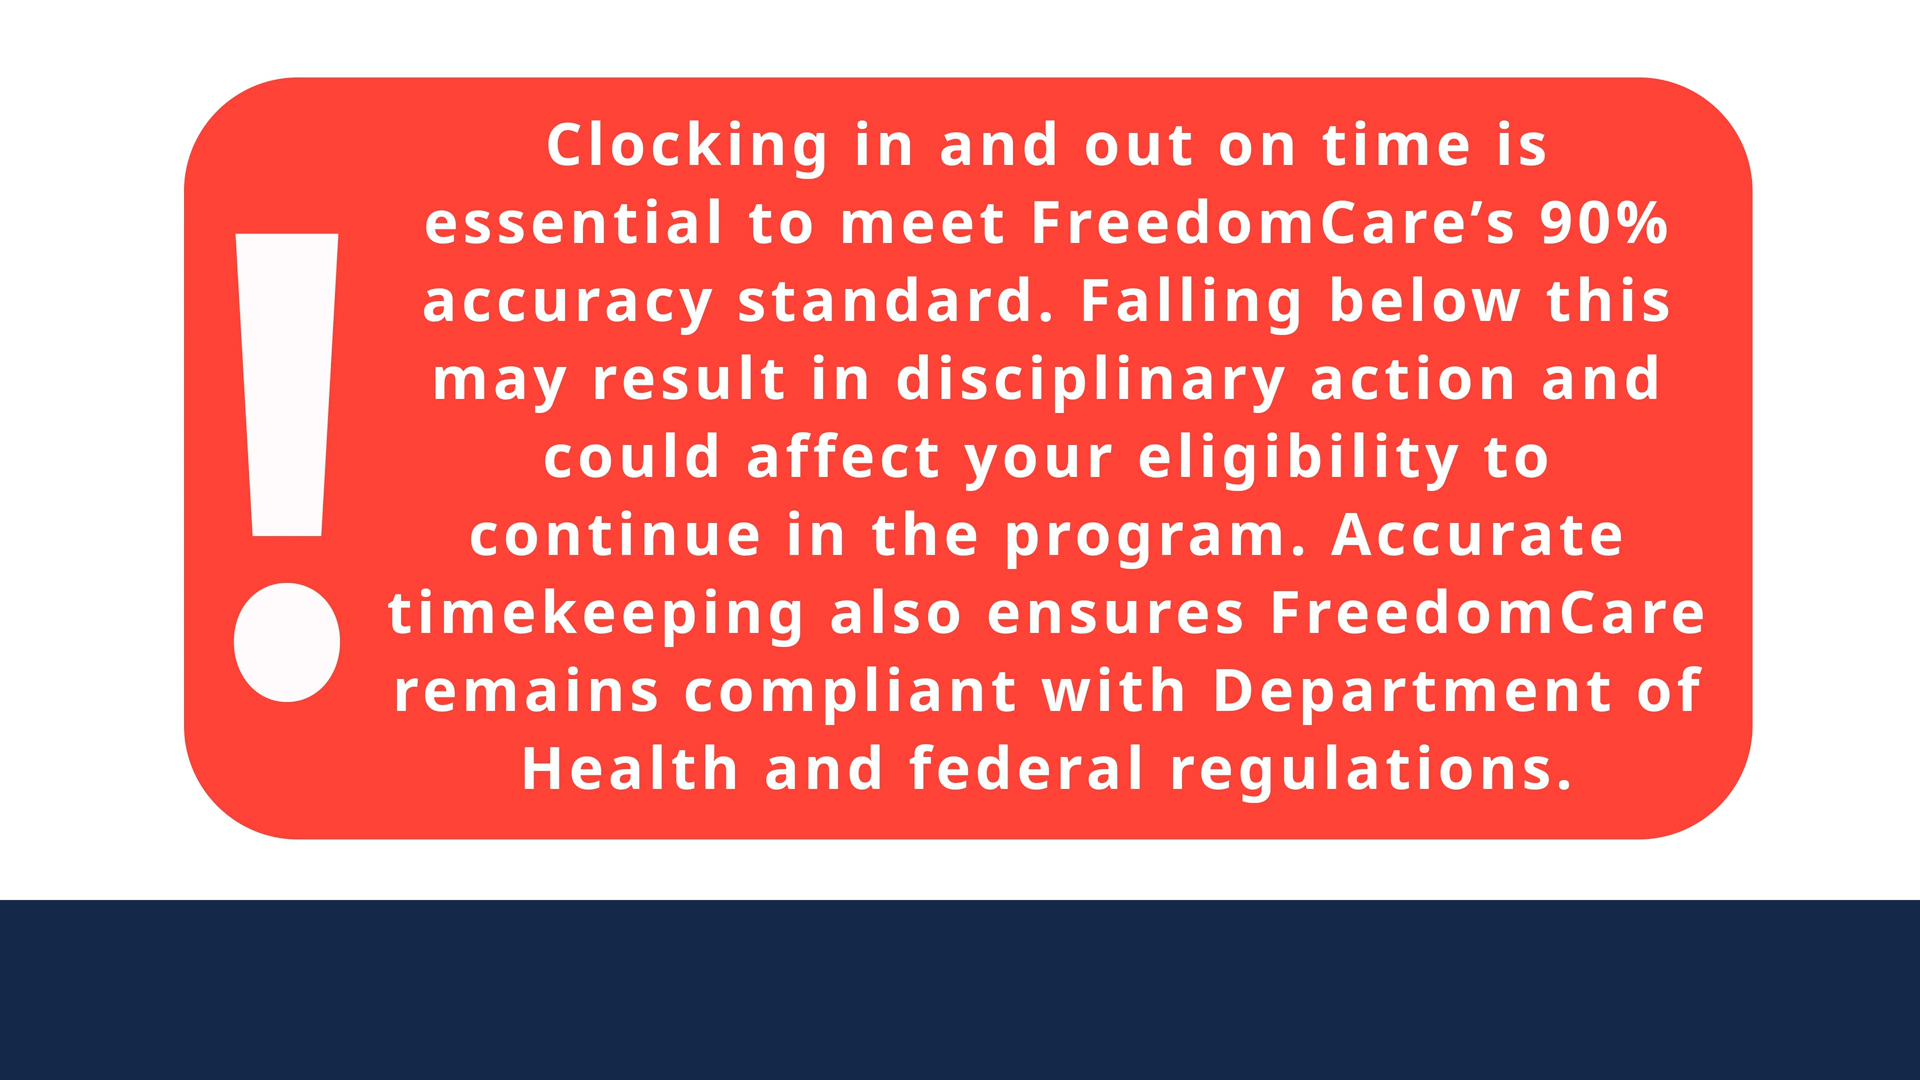 Clocking in and out on time is
essential to meet FreedomCare’s 90%
accuracy standard. Falling below this
may result in disciplinary action and
could affect your eligibility to
continue in the program. Accurate
timekeeping also ensures FreedomCare
remains compliant with Department of
Health and federal regulations.